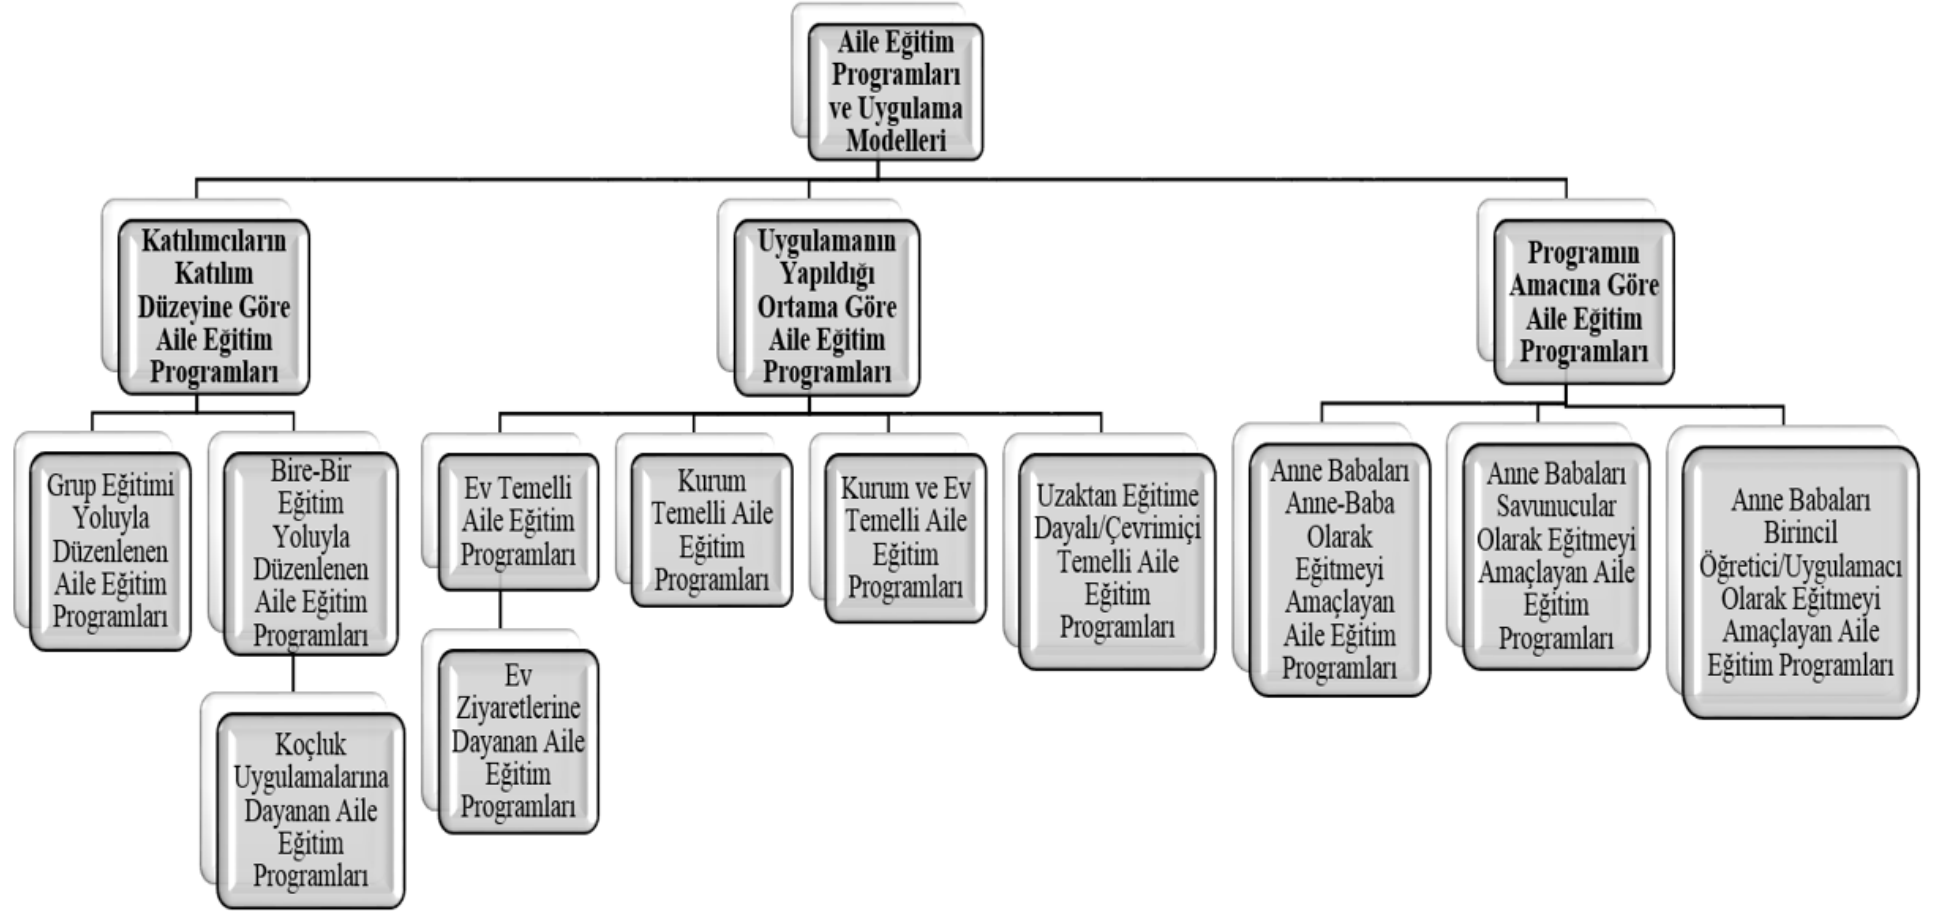 Aile Eğitim
Programları
ve Uygulama
Modelleri
Katılımcıların
Katılım
Düzeyine Göre
Aile Eğitim
Programları
Uygulamanın
Yapıldığı
Ortama Göre
Aile Eğitim
Programları
Programın
Amacına Göre
Aile Eğitim
Programları
Grup Eğitimi
Yoluyla
Düzenlenen
Aile Eğitim
Programları
Bire-Bir
Eğitim
Yoluyla
Düzenlenen
Aile Eğitim
Programları
Ev Temelli
Aile Eğitim
Programları
Kurum
Temelli Aile
Eğitim
Programları
Kurum ve Ev
Temelli Aile
Eğitim
Programları
Uzaktan Eğitime
Dayalı/Çevrimiçi
Temelli Aile
Eğitim
Programları
Anne Babaları
Anne-Baba
Olarak
Eğitmeyi
Amaçlayan
Aile Eğitim
Programları
Anne Babaları
Savunucular
Olarak Eğitmeyi
Amaçlayan Aile
Eğitim
Programları
Anne Babaları
Birincil
Öğretici/Uygulamacı
Olarak Eğitmeyi
Amaçlayan Aile
Eğitim Programları
Koçluk
Uygulamalarına
Dayanan Aile
Eğitim
Programları
Ev
Ziyaretlerine
Dayanan Aile
Eğitim
Programları